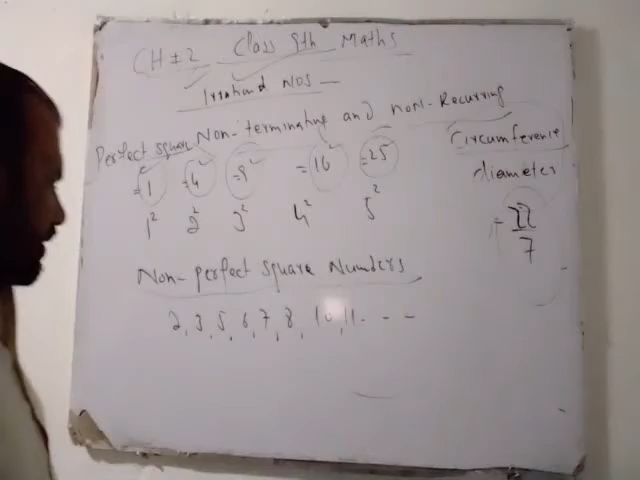 CH ± 2 Class 9th Maths
Irrational NOS —
Non-terminating and non-Recurring
Perfect square
=1 =4 =9 =16 =25
1² 2² 3² 4² 5²
Circumference
diameter
= 22
7
Non-perfect square Numbers
2, 3, 5, 6, 7, 8, 10, 11 - - -